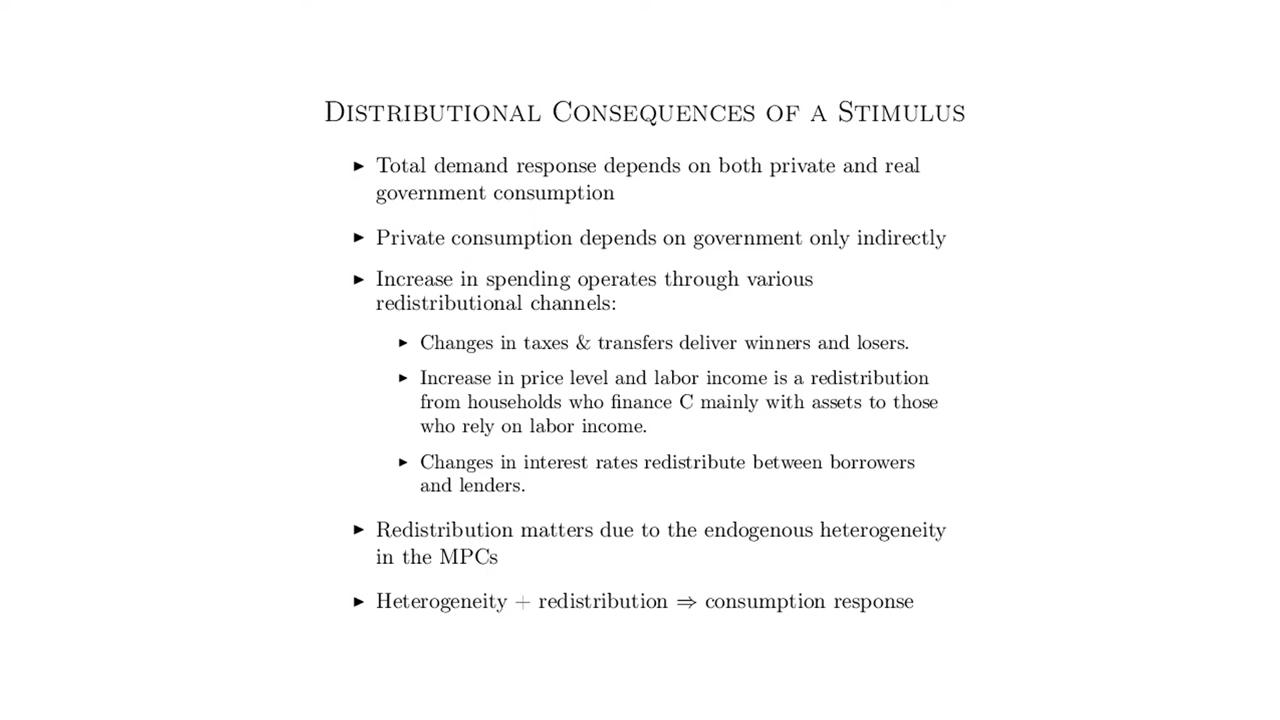 Distributional Consequences of a Stimulus
▶ Total demand response depends on both private and real
government consumption
▶ Private consumption depends on government only indirectly
▶ Increase in spending operates through various
redistributional channels:
▶ Changes in taxes & transfers deliver winners and losers.
▶ Increase in price level and labor income is a redistribution
from households who finance C mainly with assets to those
who rely on labor income.
▶ Changes in interest rates redistribute between borrowers
and lenders.
▶ Redistribution matters due to the endogenous heterogeneity
in the MPCs
▶ Heterogeneity + redistribution ⇒ consumption response